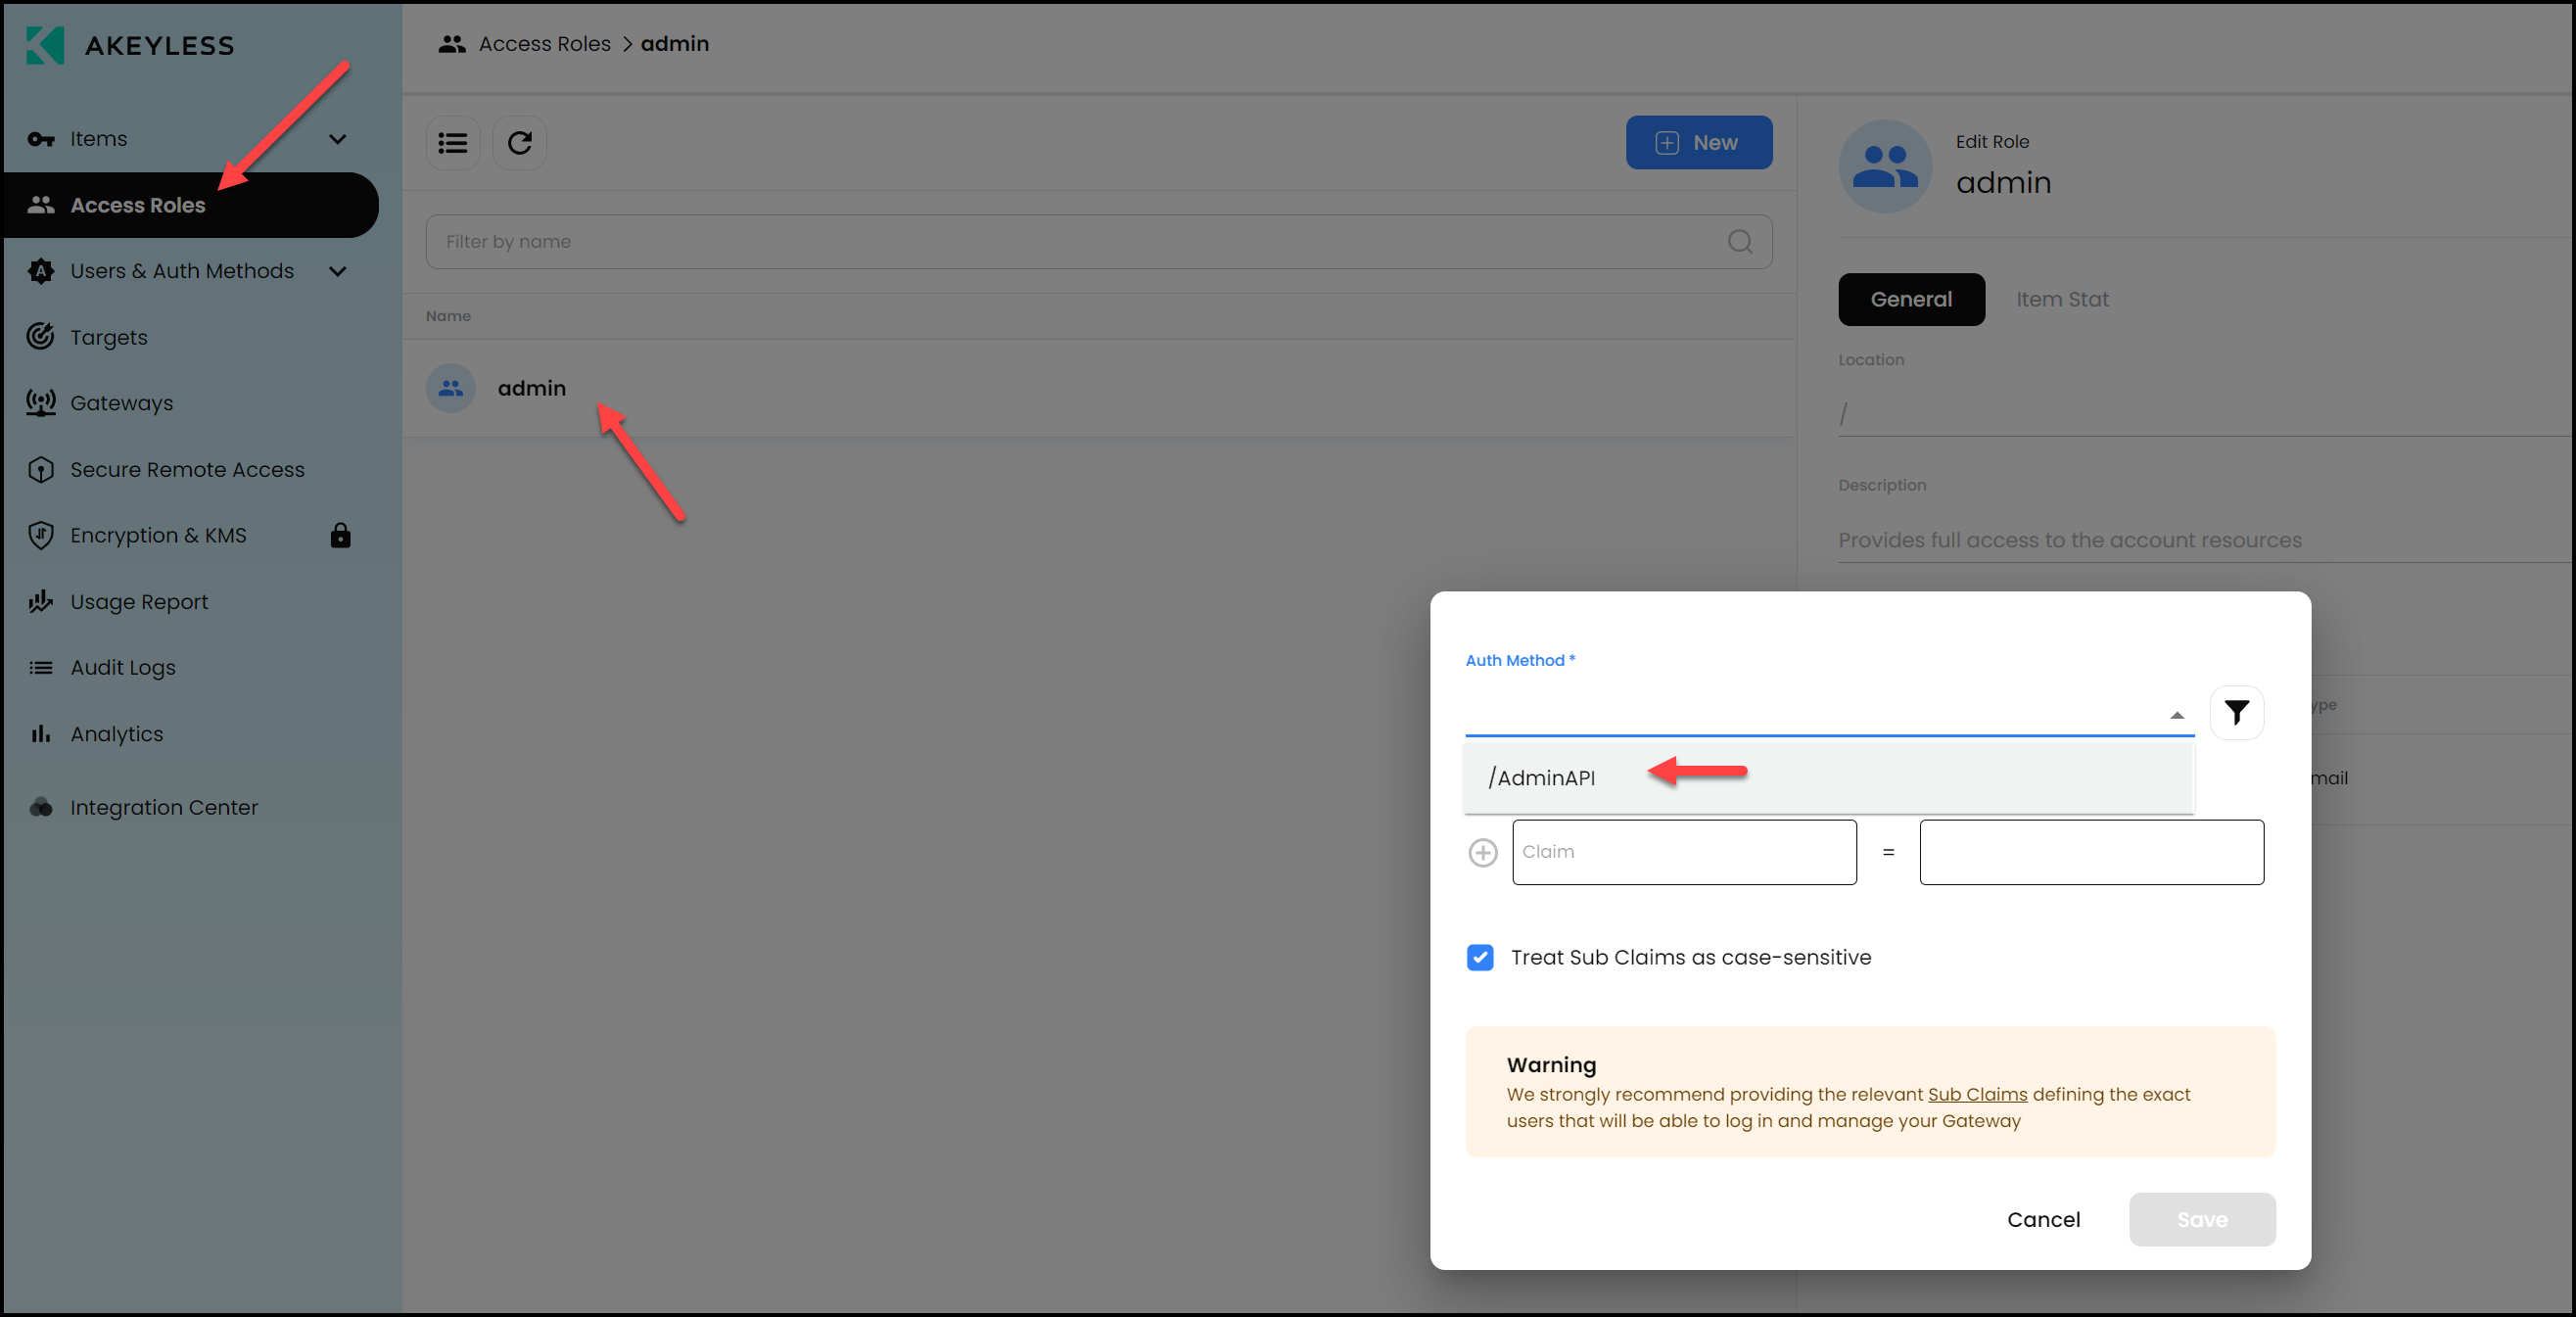 AKEYLESS
Items
Access Roles
Users & Auth Methods
Targets
Gateways
Secure Remote Access
Encryption & KMS
Usage Report
Audit Logs
Analytics
Integration Center
Access Roles > admin
New
Filter by name
Name
admin
Edit Role
admin
General Item Stat
Location
/
Description
Provides full access to the account resources
ype
mail
Auth Method *
/AdminAPI
Claim =
Treat Sub Claims as case-sensitive
Warning
We strongly recommend providing the relevant Sub Claims defining the exact
users that will be able to log in and manage your Gateway
Cancel Save